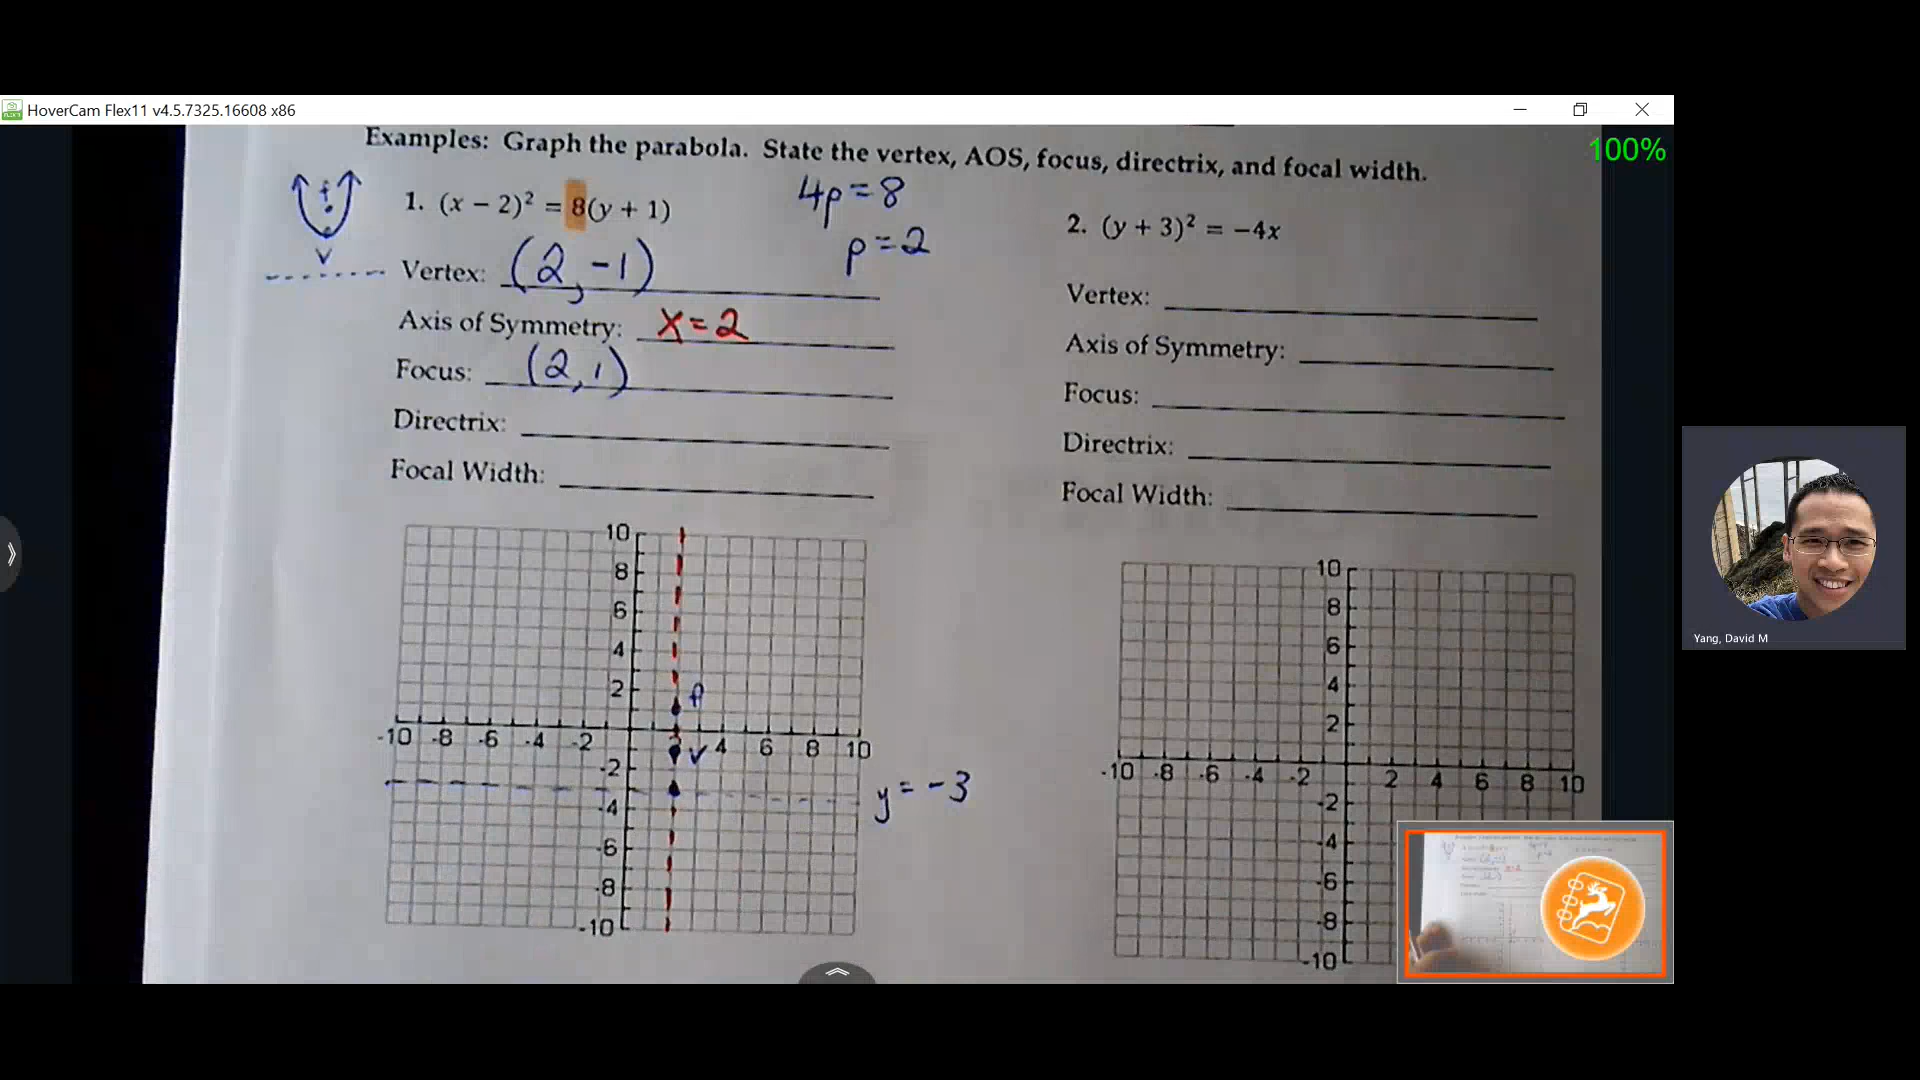 HoverCam Flex11 v4.5.7325.16608 x86
100%
Examples: Graph the parabola. State the vertex, AOS, focus, directrix, and focal width.
1. (x − 2)² = 8(y + 1)
4p = 8
p = 2
f
V
Vertex: (2, -1)
Axis of Symmetry: x = 2
Focus: (2, 1)
Directrix:
Focal Width:
10
8
6
4
2
f
-10 -8 -6 -4 -2 2 4 6 8 10
V
-2
-4
-6
-8
-10
y = -3
2. (y + 3)² = −4x
Vertex:
Axis of Symmetry:
Focus:
Directrix:
Focal Width:
10
8
6
4
2
-10 -8 -6 -4 -2 2 4 6 8 10
-2
-4
-6
-8
-10
Yang, David M